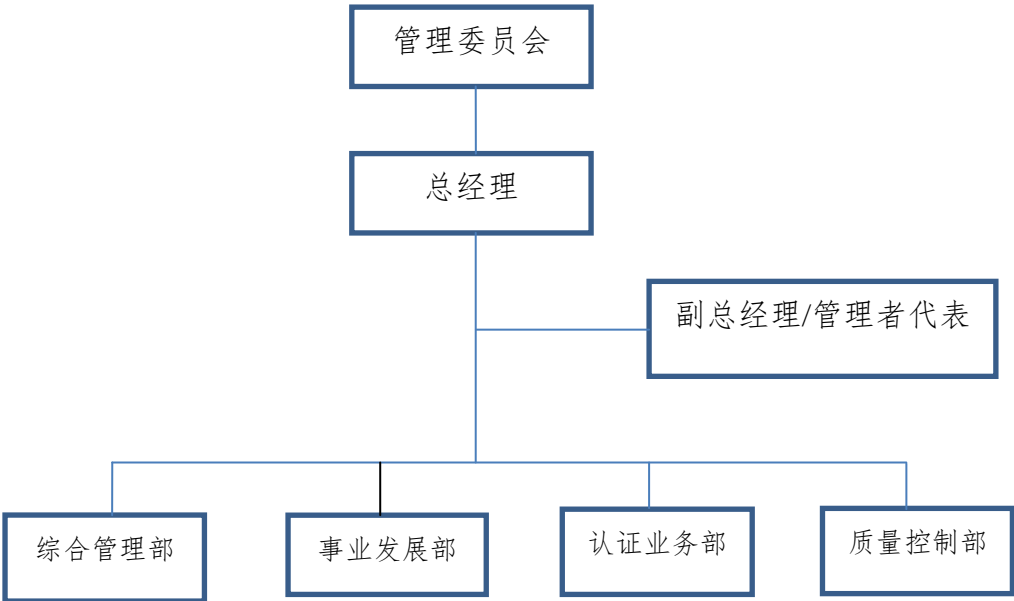 管理委员会
总经理
副总经理/管理者代表
综合管理部
事业发展部
认证业务部
质量控制部